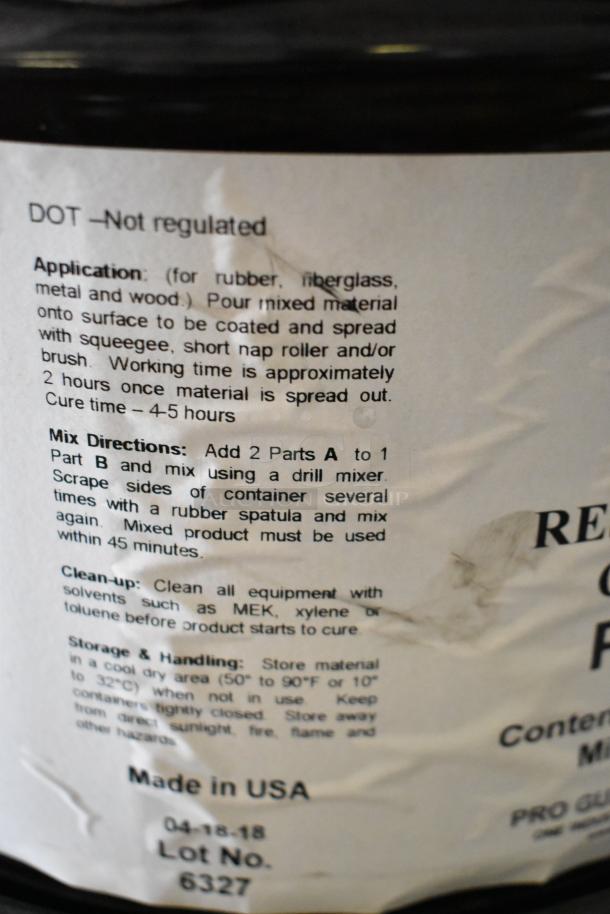 DOT –Not regulated
Application: (for rubber, fiberglass,
metal and wood.) Pour mixed material
onto surface to be coated and spread
with squeegee, short nap roller and/or
brush. Working time is approximately
2 hours once material is spread out.
Cure time – 4-5 hours
Mix Directions: Add 2 Parts A to 1
Part B and mix using a drill mixer.
Scrape sides of container several
times with a rubber spatula and mix
again. Mixed product must be used
within 45 minutes.
Clean-up: Clean all equipment with
solvents such as MEK, xylene or
toluene before product starts to cure.
Storage & Handling: Store material
in a cool dry area (50° to 90°F or 10°
to 32°C) when not in use. Keep
containers tightly closed. Store away
from direct sunlight, fire, flame and
other hazards.
Made in USA
04-18-18
Lot No.
6327
RE
Conten
Mi
PRO GU